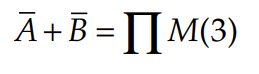 A̅ + B̅ = ∏ M(3)